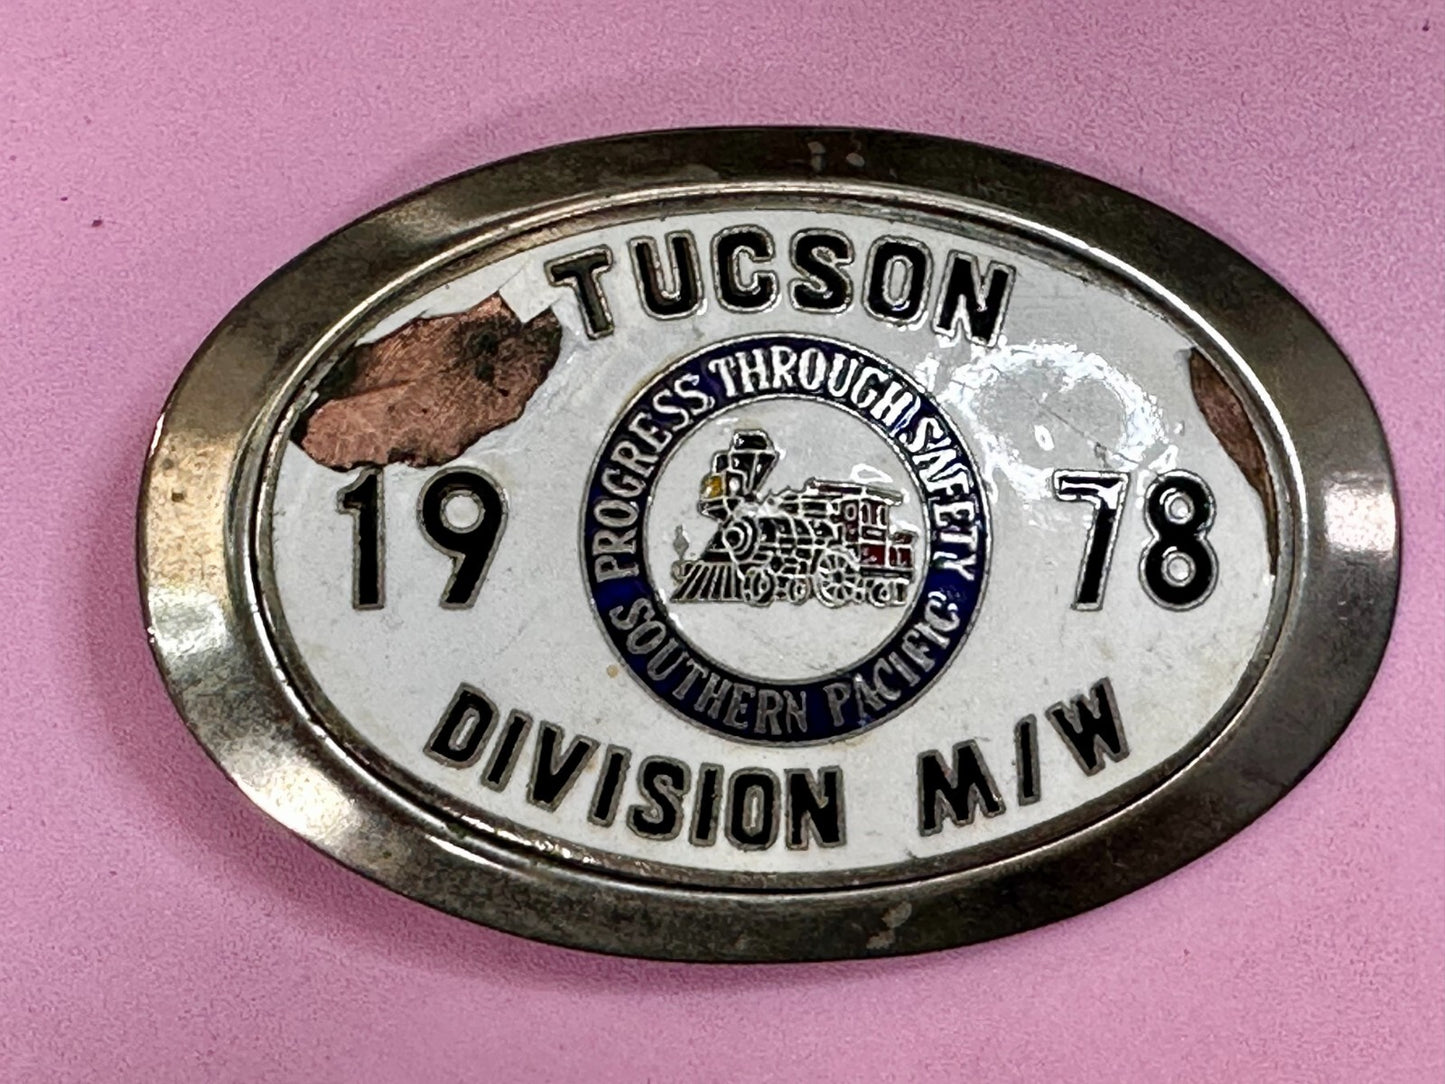 TUCSON
PROGRESS THROUGH SAFETY
19 78
SOUTHERN PACIFIC
DIVISION M/W